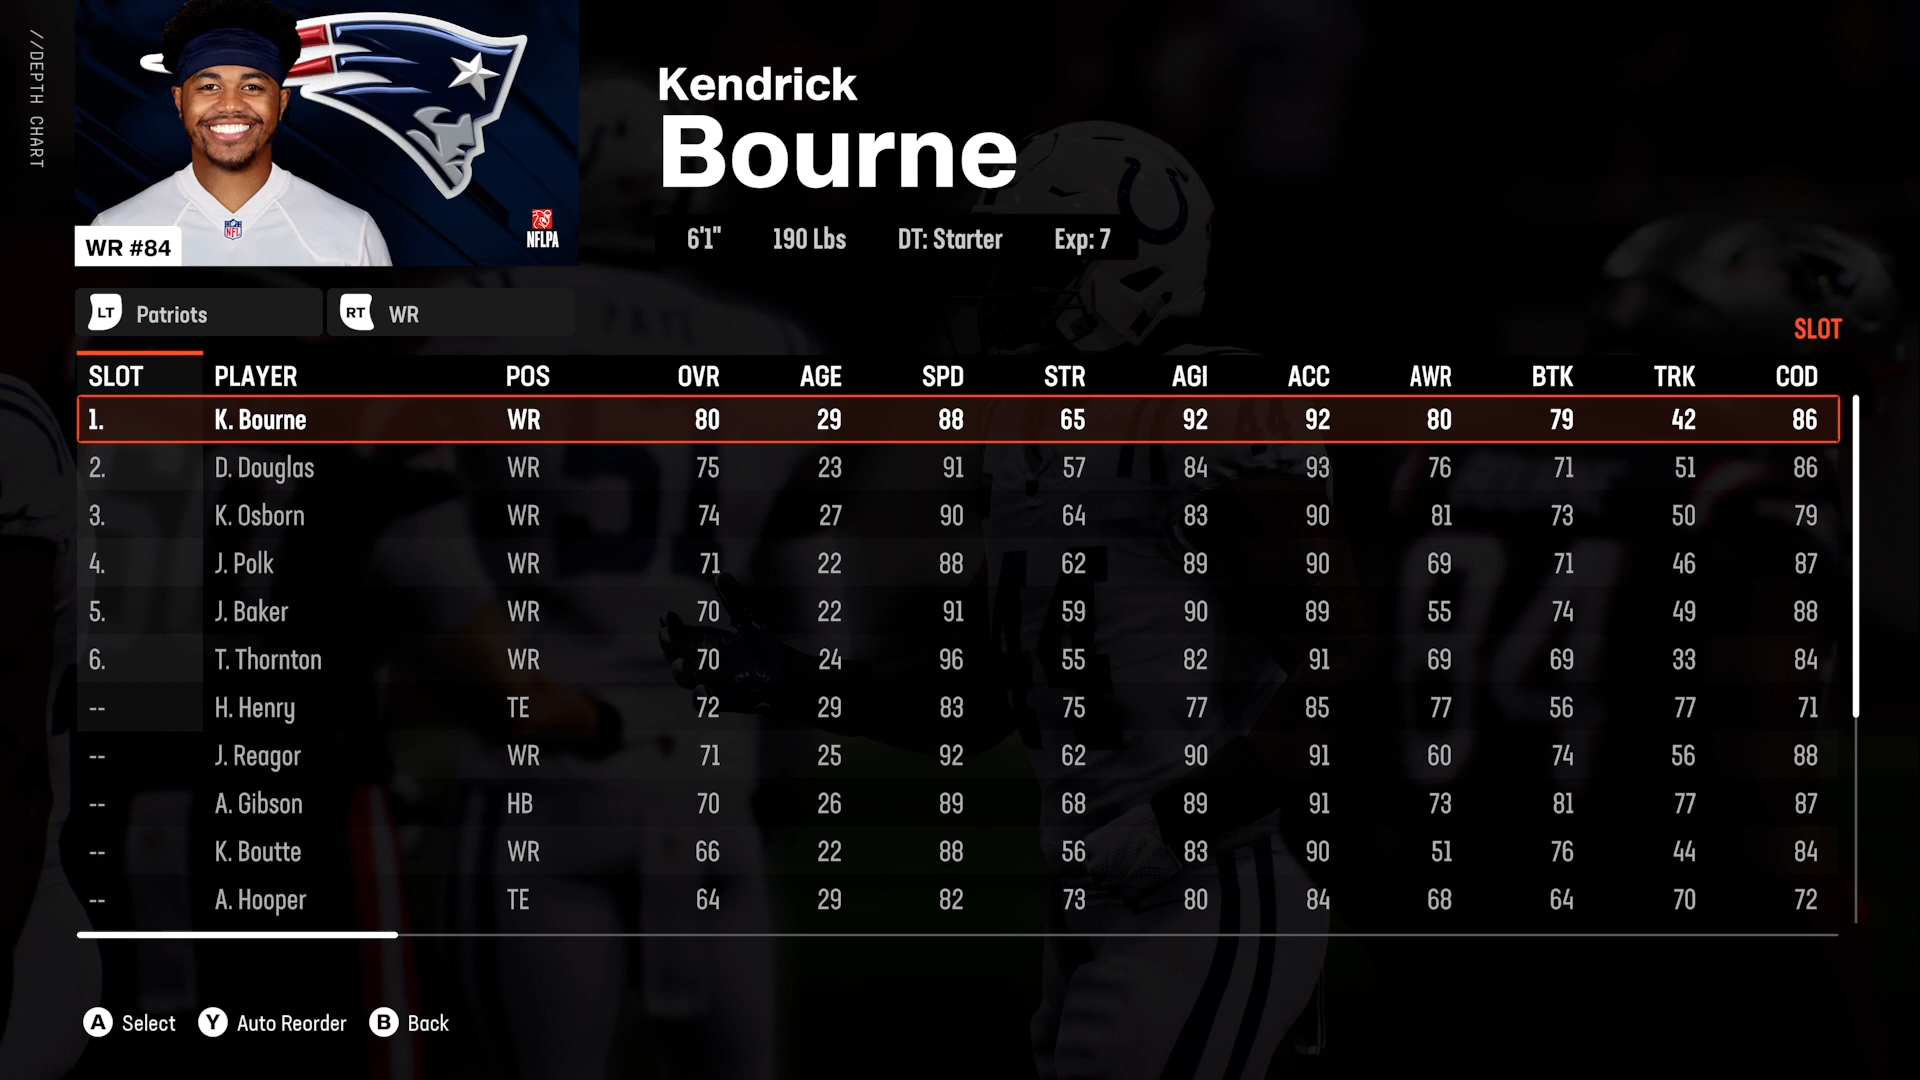 //DEPTH CHART
Kendrick
Bourne
NFL
NFLPA
WR #84
6'1" 190 Lbs DT: Starter Exp: 7
LT Patriots RT WR
SLOT
SLOT PLAYER POS OVR AGE SPD STR AGI ACC AWR BTK TRK COD
1. K. Bourne WR 80 29 88 65 92 92 80 79 42 86
2. D. Douglas WR 75 23 91 57 84 93 76 71 51 86
3. K. Osborn WR 74 27 90 64 83 90 81 73 50 79
4. J. Polk WR 71 22 88 62 89 90 69 71 46 87
5. J. Baker WR 70 22 91 59 90 89 55 74 49 88
6. T. Thornton WR 70 24 96 55 82 91 69 69 33 84
-- H. Henry TE 72 29 83 75 77 85 77 56 77 71
-- J. Reagor WR 71 25 92 62 90 91 60 74 56 88
-- A. Gibson HB 70 26 89 68 89 91 73 81 77 87
-- K. Boutte WR 66 22 88 56 83 90 51 76 44 84
-- A. Hooper TE 64 29 82 73 80 84 68 64 70 72
A Select Y Auto Reorder B Back